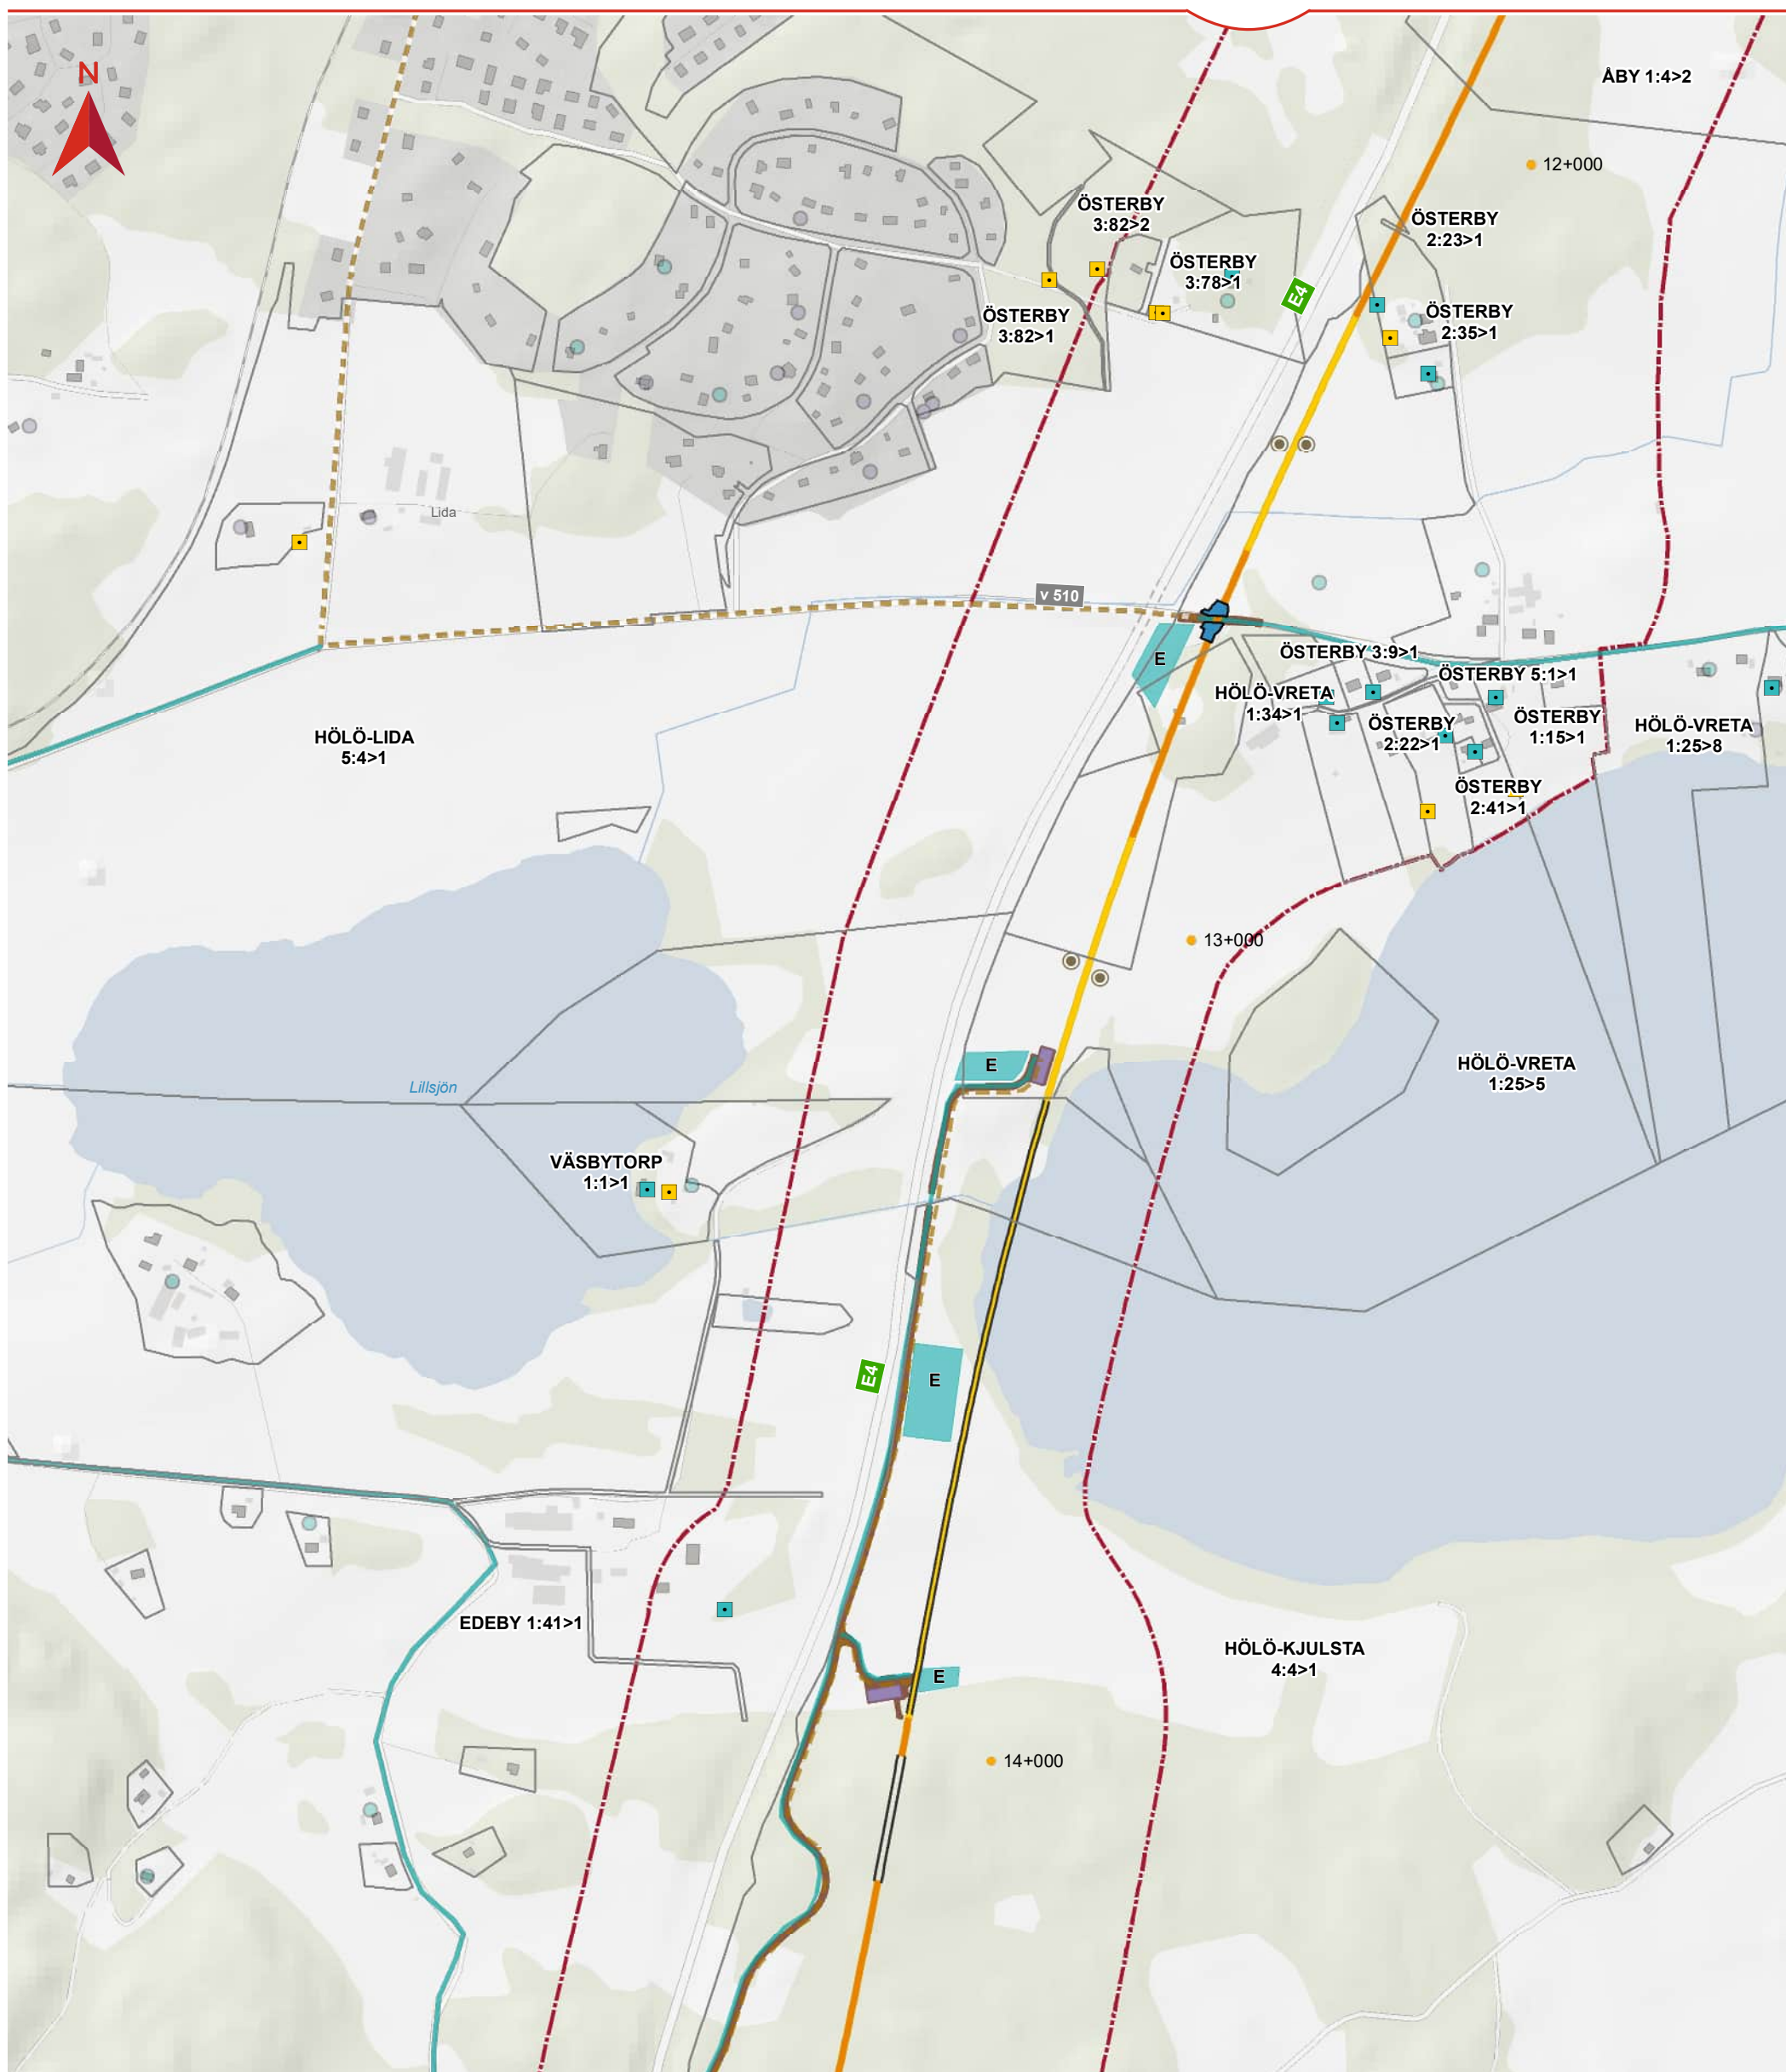 N
ÅBY 1:4>2
12+000
ÖSTERBY
3:82>2
ÖSTERBY
2:23>1
ÖSTERBY
3:78>1
E4
ÖSTERBY
3:82>1
ÖSTERBY
2:35>1
Lida
v 510
E
ÖSTERBY 3:9>1
ÖSTERBY 5:1>1
HÖLÖ-VRETA
1:34>1
ÖSTERBY
2:22>1
ÖSTERBY
1:15>1
HÖLÖ-VRETA
1:25>8
HÖLÖ-LIDA
5:4>1
ÖSTERBY
2:41>1
13+000
E
HÖLÖ-VRETA
1:25>5
Lillsjön
VÄSBYTORP
1:1>1
E4
E
EDEBY 1:41>1
HÖLÖ-KJULSTA
4:4>1
E
14+000